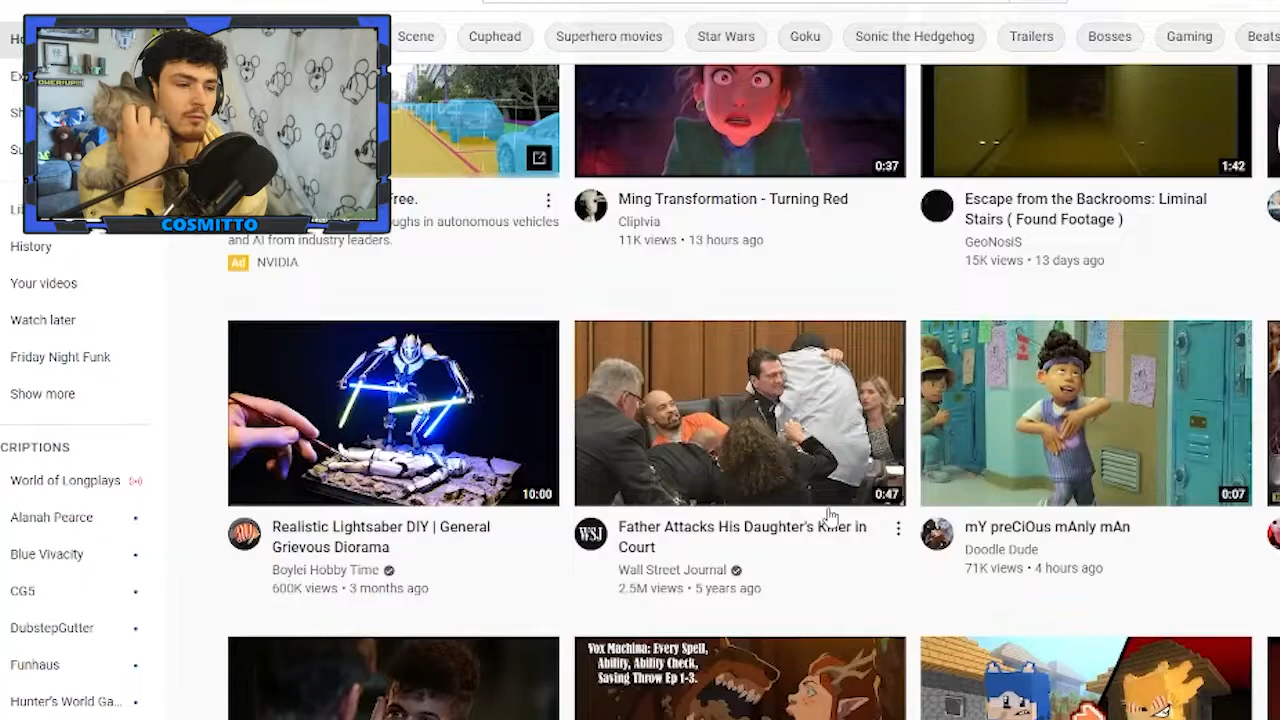 Scene
Cuphead
Superhero movies
Star Wars
Goku
Sonic the Hedgehog
Trailers
Bosses
Gaming
Beats
COSMITTO
History
Your videos
Watch later
Friday Night Funk
Show more
CRIPTIONS
World of Longplays
Alanah Pearce
Blue Vivacity
CG5
DubstepGutter
Funhaus
Hunter's World Ga...
ree.
ughs in autonomous vehicles
and AI from industry leaders.
Ad NVIDIA
0:37
Ming Transformation - Turning Red
Cliplvia
11K views • 13 hours ago
1:42
Escape from the Backrooms: Liminal
Stairs ( Found Footage )
GeoNosiS
15K views • 13 days ago
10:00
Realistic Lightsaber DIY | General
Grievous Diorama
Boylei Hobby Time
600K views • 3 months ago
0:47
WSJ
Father Attacks His Daughter's Killer in
Court
Wall Street Journal
2.5M views • 5 years ago
0:07
mY preCiOus mAnly mAn
Doodle Dude
71K views • 4 hours ago
Vox Machina: Every Spell,
Ability, Ability Check,
Saving Throw Ep 1-3.